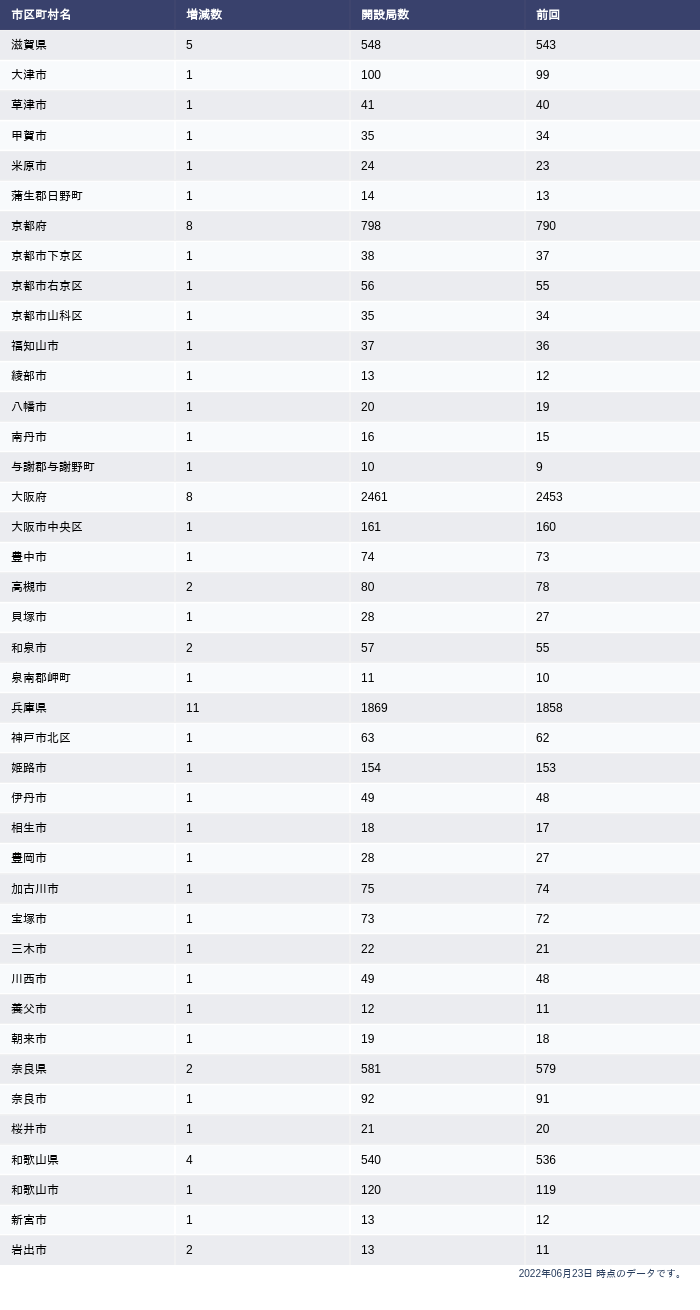 市区町村名 増減数 開設局数 前回
滋賀県 5 548 543
大津市 1 100 99
草津市 1 41 40
甲賀市 1 35 34
米原市 1 24 23
蒲生郡日野町 1 14 13
京都府 8 798 790
京都市下京区 1 38 37
京都市右京区 1 56 55
京都市山科区 1 35 34
福知山市 1 37 36
綾部市 1 13 12
八幡市 1 20 19
南丹市 1 16 15
与謝郡与謝野町 1 10 9
大阪府 8 2461 2453
大阪市中央区 1 161 160
豊中市 1 74 73
高槻市 2 80 78
貝塚市 1 28 27
和泉市 2 57 55
泉南郡岬町 1 11 10
兵庫県 11 1869 1858
神戸市北区 1 63 62
姫路市 1 154 153
伊丹市 1 49 48
相生市 1 18 17
豊岡市 1 28 27
加古川市 1 75 74
宝塚市 1 73 72
三木市 1 22 21
川西市 1 49 48
養父市 1 12 11
朝来市 1 19 18
奈良県 2 581 579
奈良市 1 92 91
桜井市 1 21 20
和歌山県 4 540 536
和歌山市 1 120 119
新宮市 1 13 12
岩出市 2 13 11
2022年06月23日 時点のデータです。